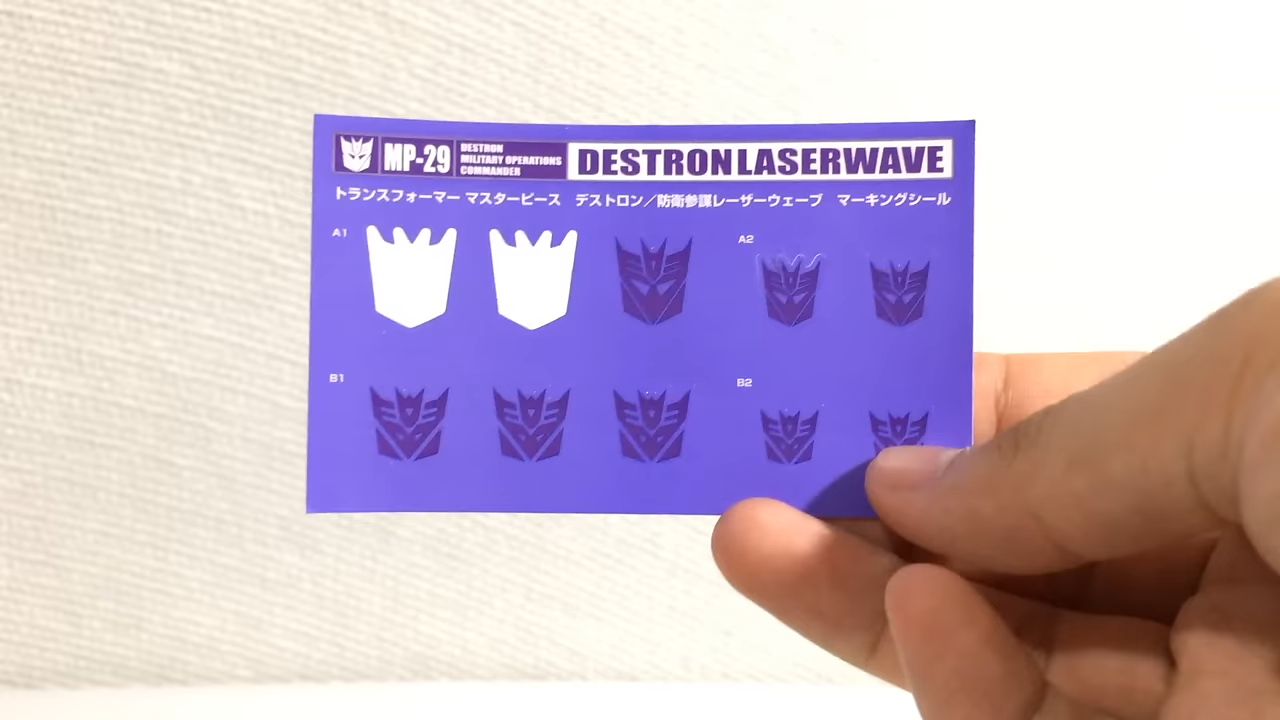 MP-29
DESTRON
MILITARY OPERATIONS
COMMANDER
DESTRON LASERWAVE
トランスフォーマー マスターピース　デストロン／防衛参謀レーザーウェーブ　マーキングシール
A1
A2
B1
B2